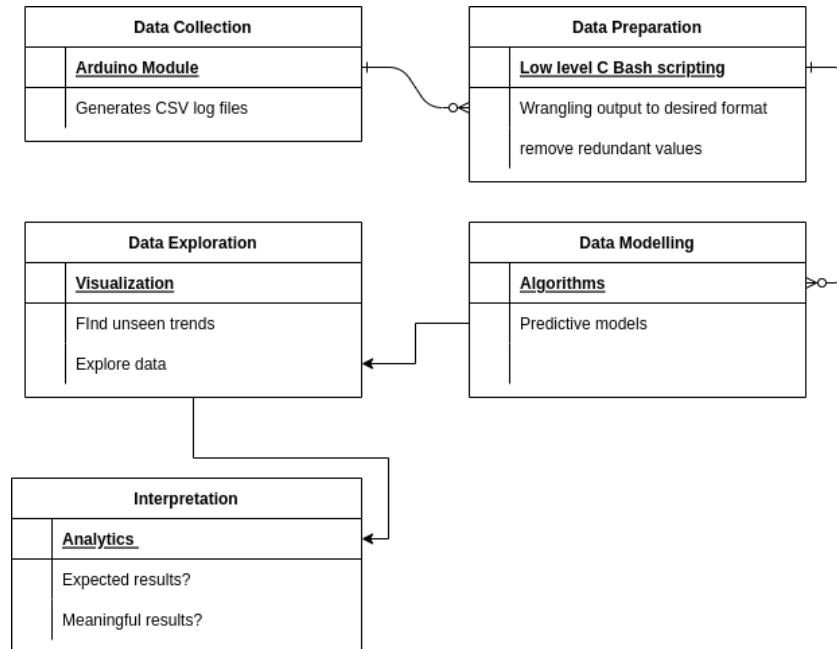 Data Collection
Arduino Module
Generates CSV log files
Data Preparation
Low level C Bash scripting
Wrangling output to desired format
remove redundant values
Data Exploration
Visualization
FInd unseen trends
Explore data
Data Modelling
Algorithms
Predictive models
Interpretation
Analytics
Expected results?
Meaningful results?